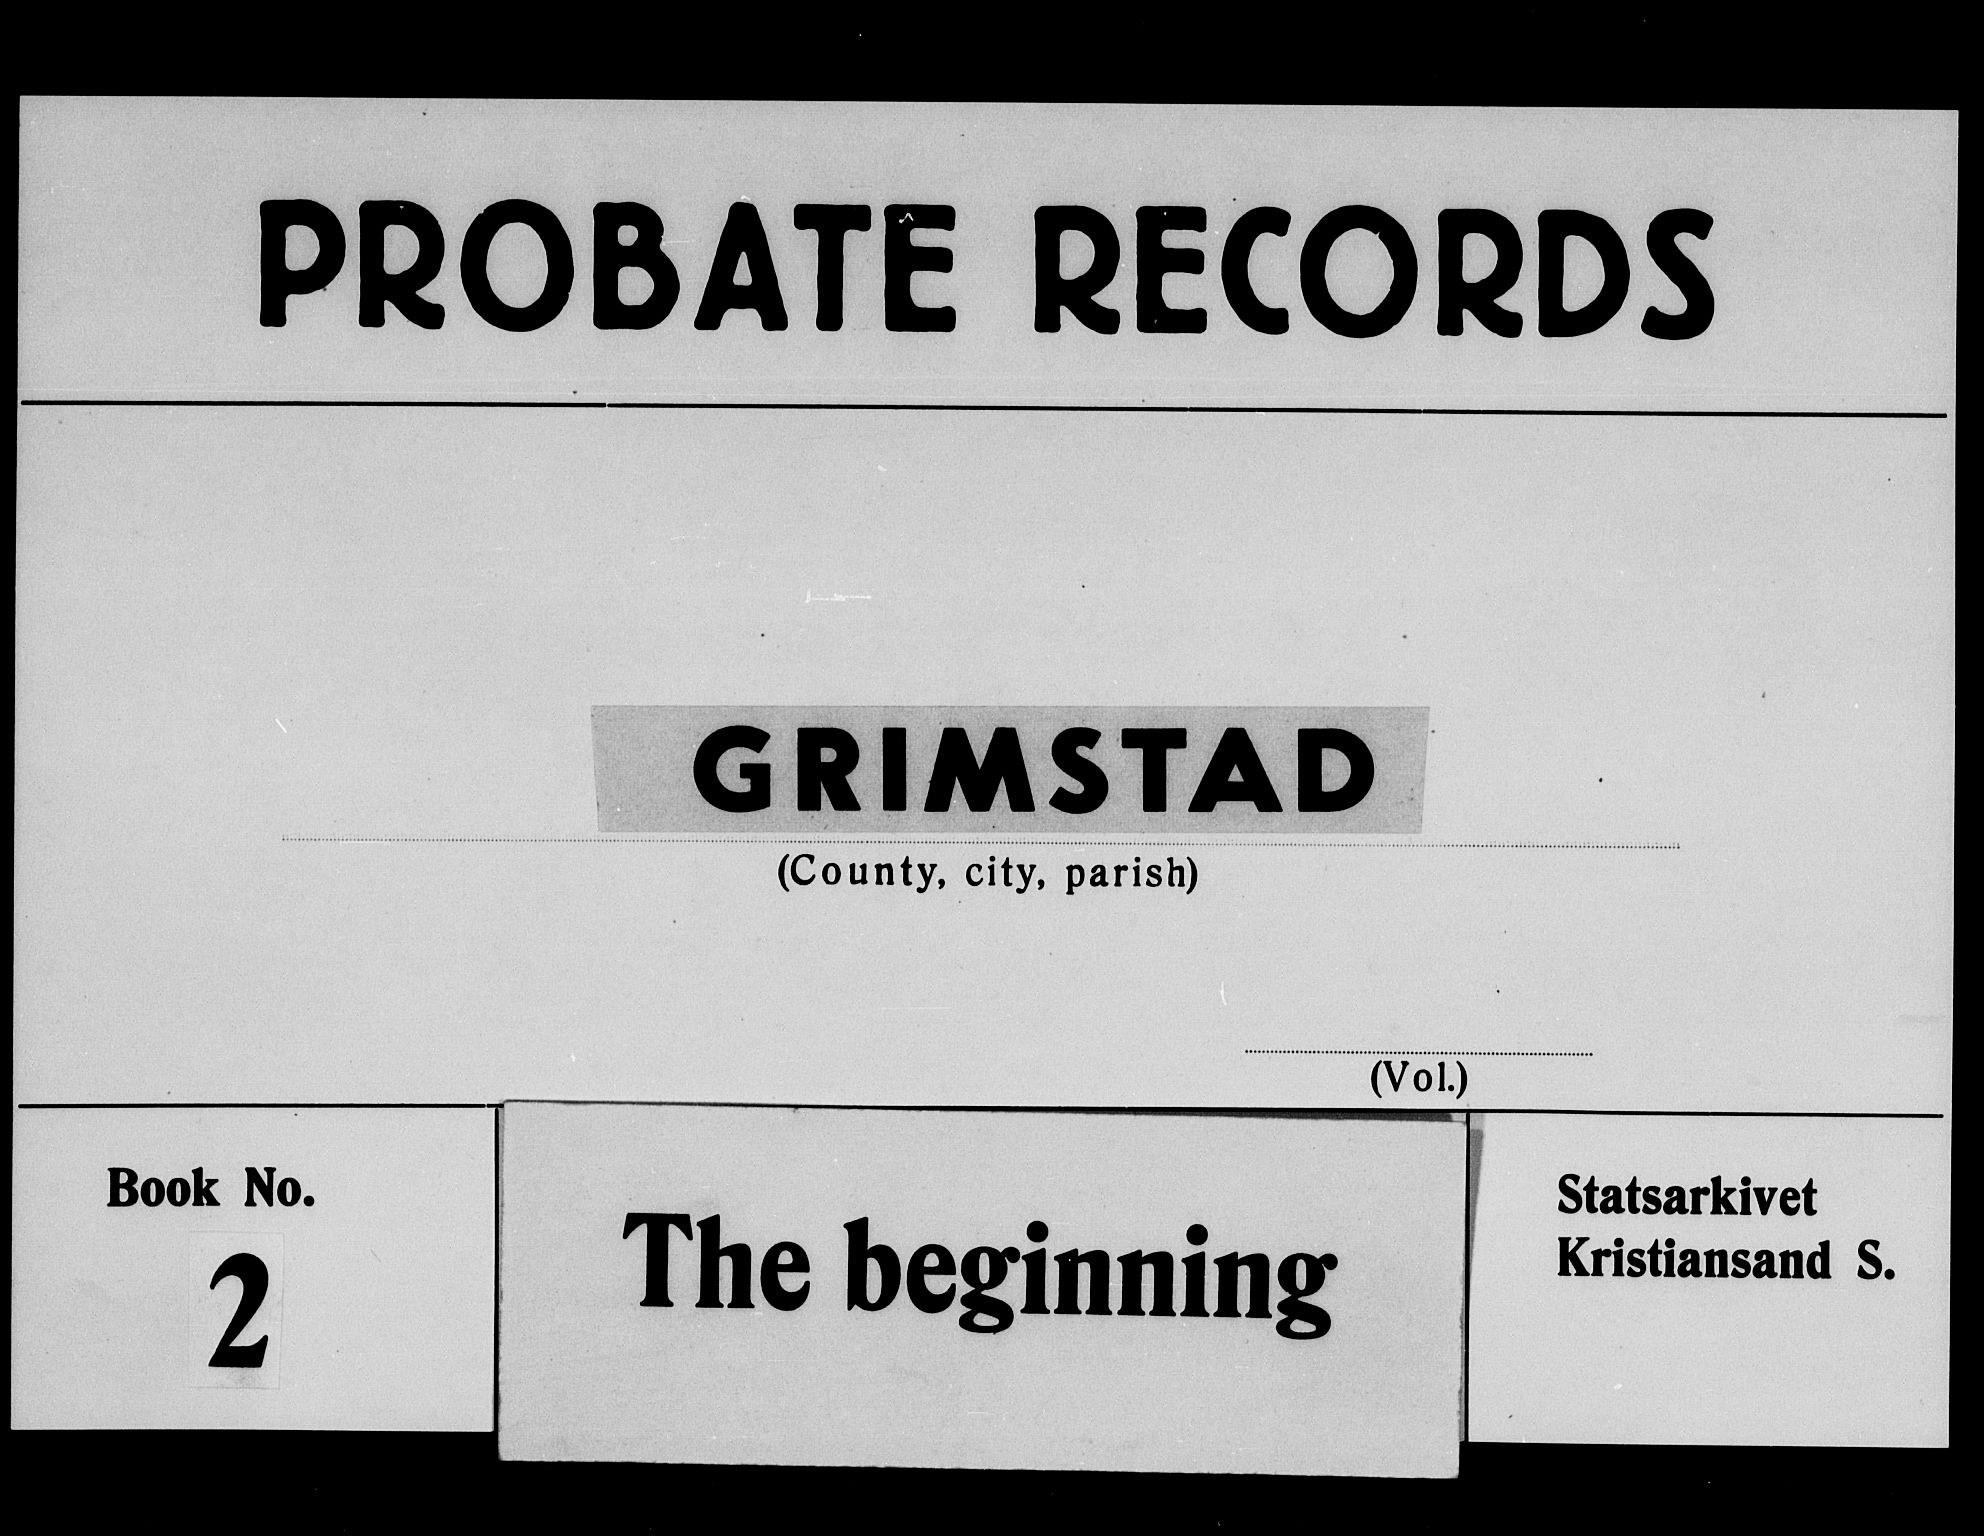 PROBATE RECORDS
GRIMSTAD
(County, city, parish)
(Vol.)
Book No.
2
The beginning
Statsarkivet
Kristiansand S.